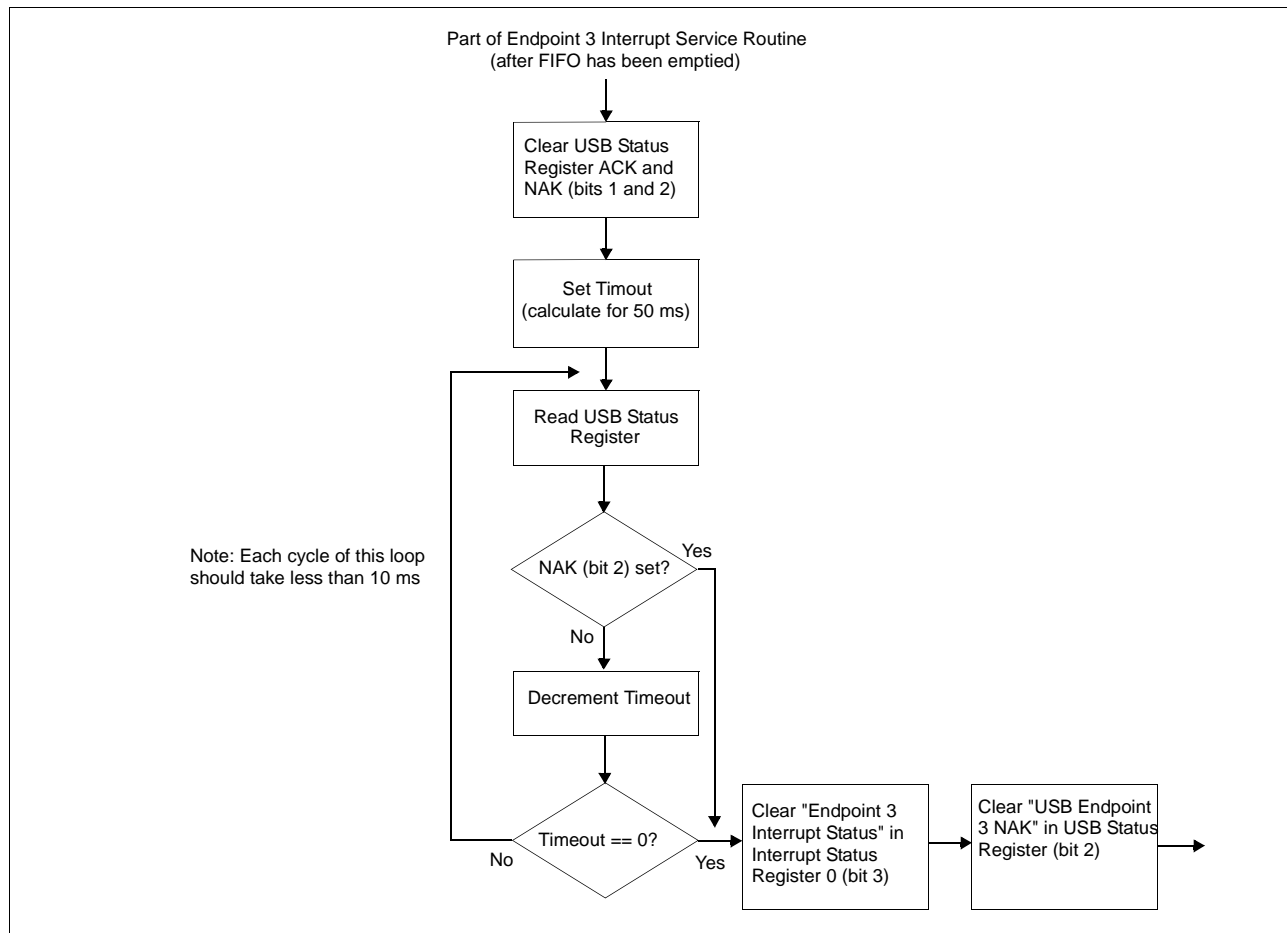 Part of Endpoint 3 Interrupt Service Routine
(after FIFO has been emptied)
Clear USB Status
Register ACK and
NAK (bits 1 and 2)
Set Timout
(calculate for 50 ms)
Read USB Status
Register
Note: Each cycle of this loop
should take less than 10 ms
NAK (bit 2) set?
Yes
No
Decrement Timeout
Timeout == 0?
No
Yes
Clear "Endpoint 3
Interrupt Status" in
Interrupt Status
Register 0 (bit 3)
Clear "USB Endpoint
3 NAK" in USB Status
Register (bit 2)